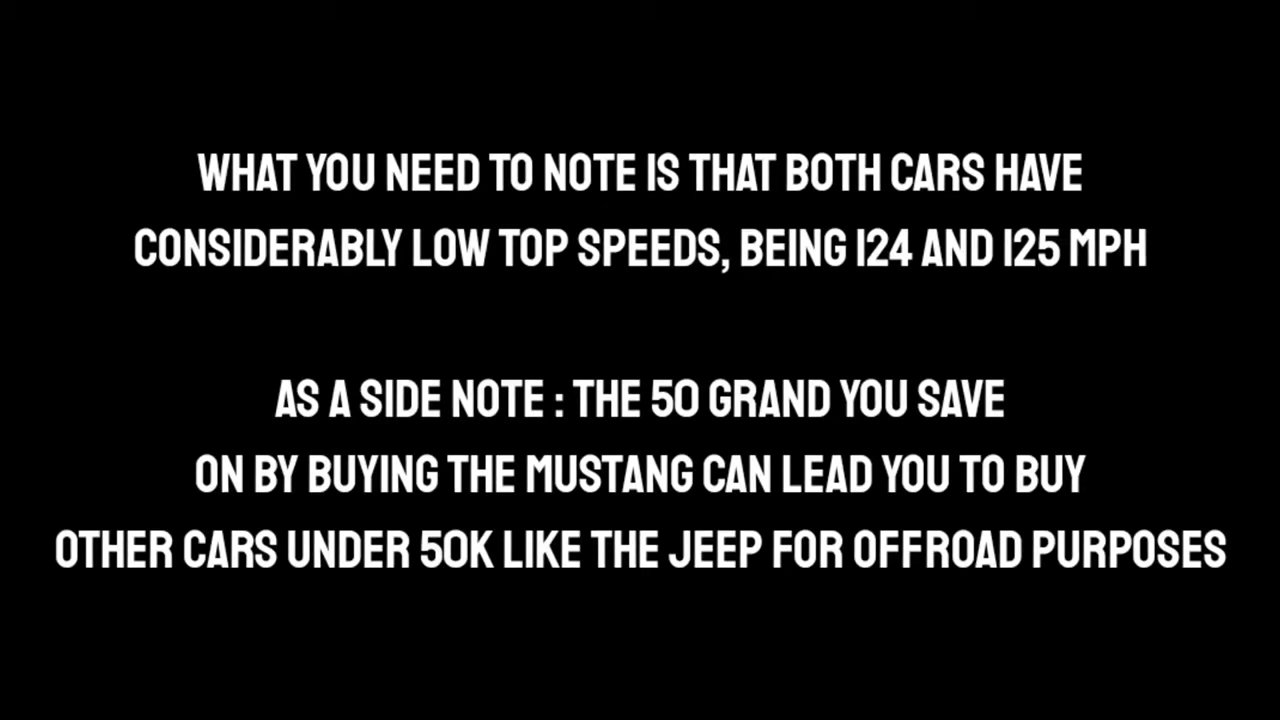 WHAT YOU NEED TO NOTE IS THAT BOTH CARS HAVE
CONSIDERABLY LOW TOP SPEEDS, BEING 124 AND 125 MPH
AS A SIDE NOTE : THE 50 GRAND YOU SAVE
ON BY BUYING THE MUSTANG CAN LEAD YOU TO BUY
OTHER CARS UNDER 50K LIKE THE JEEP FOR OFFROAD PURPOSES